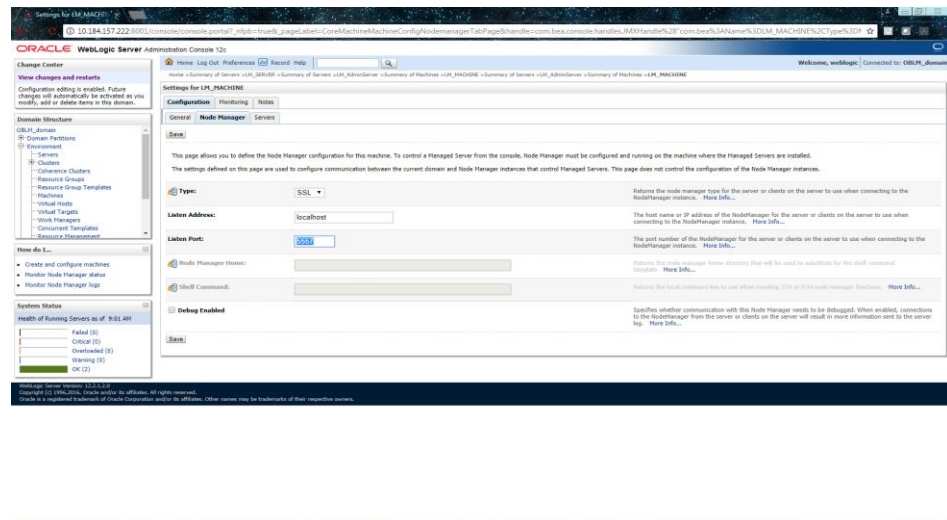 Settings for LM_MACHINE
10.184.157.222:8001/console/console.portal?_nfpb=true&_pageLabel=CoreMachineMachineConfigNodemanagerTabPage&handle=com.bea.console.handles.JMXHandle%28"com.bea%3AName%3DLM_MACHINE%2CType%3D
ORACLE WebLogic Server Administration Console 12c
Change Center
View changes and restarts
Configuration editing is enabled. Future
changes will automatically be activated as you
modify, add or delete items in this domain.
Domain Structure
OBLM_domain
Domain Partitions
Environment
Servers
Clusters
Coherence Clusters
Resource Groups
Resource Group Templates
Machines
Virtual Hosts
Virtual Targets
Work Managers
Concurrent Templates
Resource Management
How do I...
Create and configure machines
Monitor Node Manager status
Monitor Node Manager logs
System Status
Health of Running Servers as of 9:01 AM
Failed (0)
Critical (0)
Overloaded (0)
Warning (0)
OK (2)
Home Log Out Preferences Record Help
Welcome, weblogic Connected to: OBLM_domain
Home >Summary of Servers >LM_SERVER >Summary of Servers >LM_AdminServer >Summary of Machines >LM_MACHINE >Summary of Servers >LM_AdminServer >Summary of Machines >LM_MACHINE
Settings for LM_MACHINE
Configuration Monitoring Notes
General Node Manager Servers
Save
This page allows you to define the Node Manager configuration for this machine. To control a Managed Server from the console, Node Manager must be configured and running on the machine where the Managed Servers are installed.
The settings defined on this page are used to configure communication between the current domain and Node Manager instances that control Managed Servers. This page does not control the configuration of the Node Manager instances.
Type: SSL
Returns the node manager type for the server or clients on the server to use when connecting to the
NodeManager instance. More Info...
Listen Address: localhost
The host name or IP address of the NodeManager for the server or clients on the server to use when
connecting to the NodeManager instance. More Info...
Listen Port: 5557
The port number of the NodeManager for the server or clients on the server to use when connecting to the
NodeManager instance. More Info...
Node Manager Home:
Returns the node manager home directory that will be used to substitute for the shell command
template. More Info...
Shell Command:
Returns the local command line to use when invoking SSH or RSH node manager functions. More Info...
Debug Enabled
Specifies whether communication with this Node Manager needs to be debugged. When enabled, connections
to the NodeManager from the server or clients on the server will result in more information sent to the server
log. More Info...
Save
WebLogic Server Version: 12.2.1.2.0
Copyright (c) 1996,2016, Oracle and/or its affiliates. All rights reserved.
Oracle is a registered trademark of Oracle Corporation and/or its affiliates. Other names may be trademarks of their respective owners.